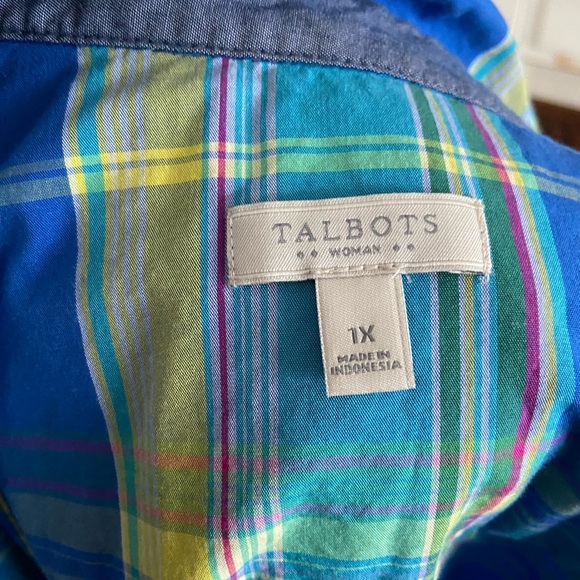 TALBOTS
WOMAN
1X
MADE IN
INDONESIA